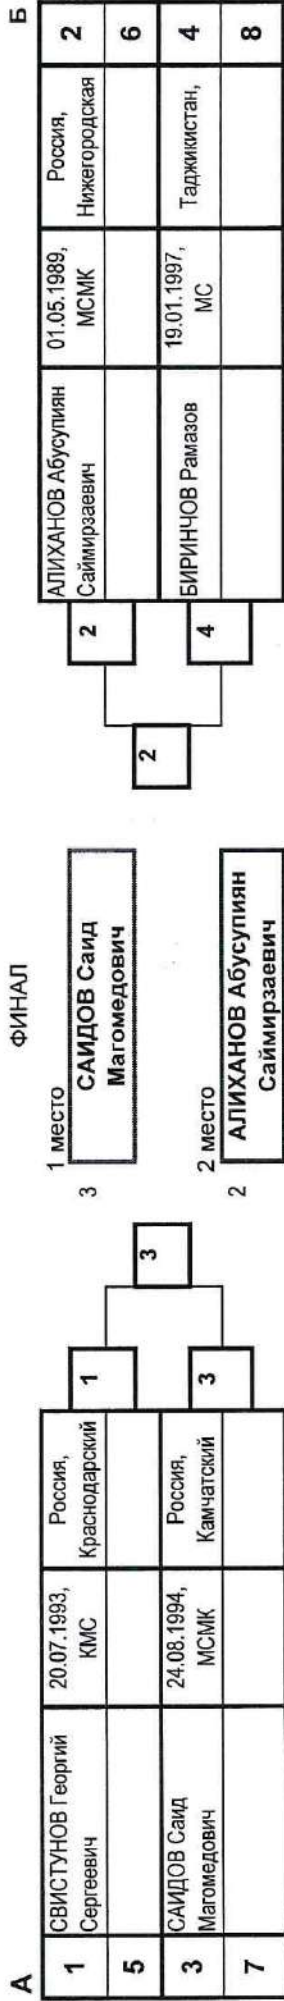 А
1
СВИСТУНОВ Георгий
Сергеевич
20.07.1993,
КМС
Россия,
Краснодарский
5
3
САИДОВ Саид
Магомедович
24.08.1994,
МСМК
Россия,
Камчатский
7
1
3
3
ФИНАЛ
1 место
3
САИДОВ Саид
Магомедович
2 место
2
АЛИХАНОВ Абусупиян
Саймирзаевич
Б
2
4
2
АЛИХАНОВ Абусупиян
Саймирзаевич
01.05.1989,
МСМК
Россия,
Нижегородская
2
6
БИРИНЧОВ Рамазов
19.01.1997,
МС
Таджикистан,
4
8